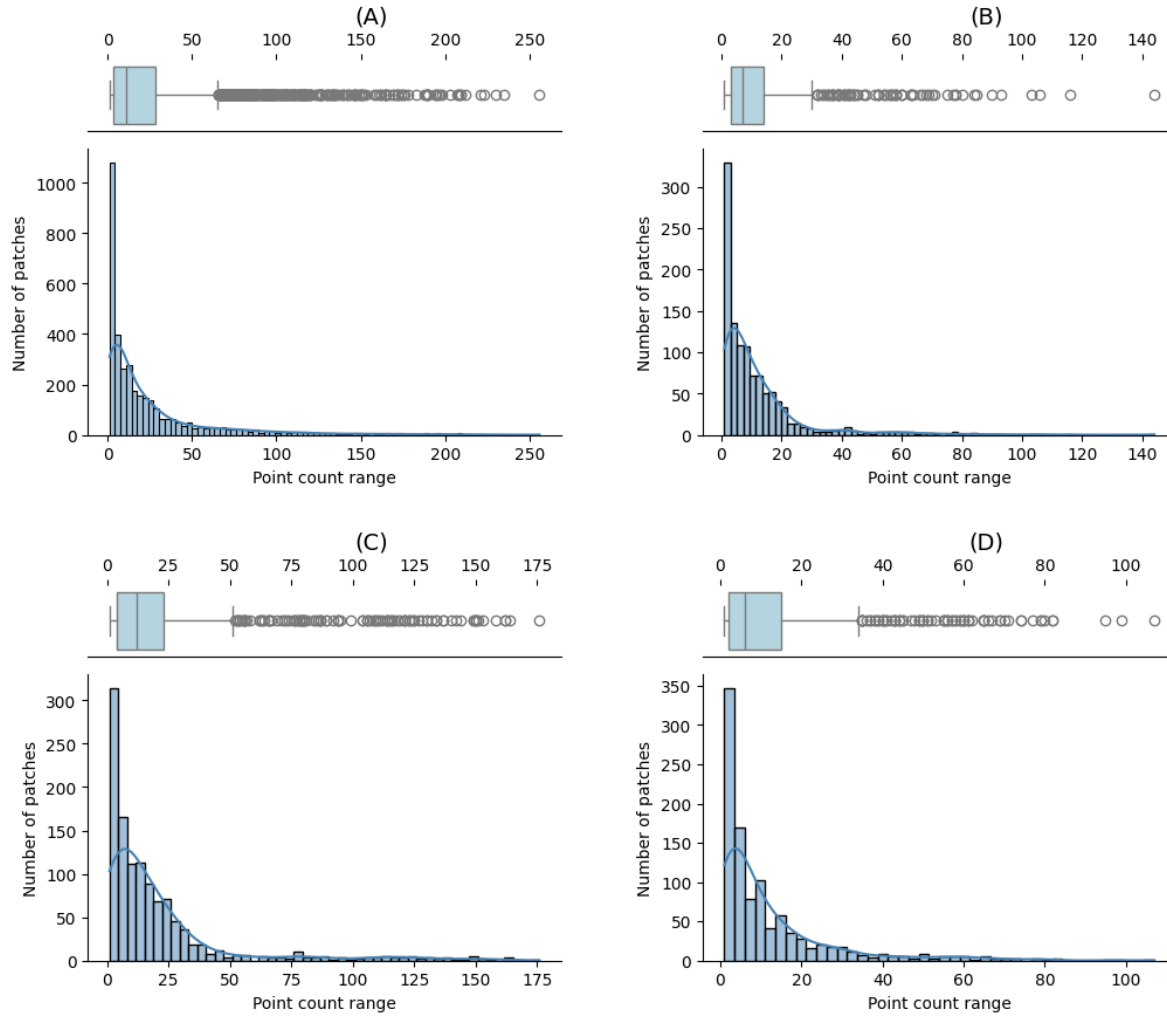 (A)
0 50 100 150 200 250
Number of patches
1000
800
600
400
200
0
0 50 100 150 200 250
Point count range
(B)
0 20 40 60 80 100 120 140
Number of patches
300
250
200
150
100
50
0
0 20 40 60 80 100 120 140
Point count range
(C)
0 25 50 75 100 125 150 175
Number of patches
300
250
200
150
100
50
0
0 25 50 75 100 125 150 175
Point count range
(D)
0 20 40 60 80 100
Number of patches
350
300
250
200
150
100
50
0
0 20 40 60 80 100
Point count range